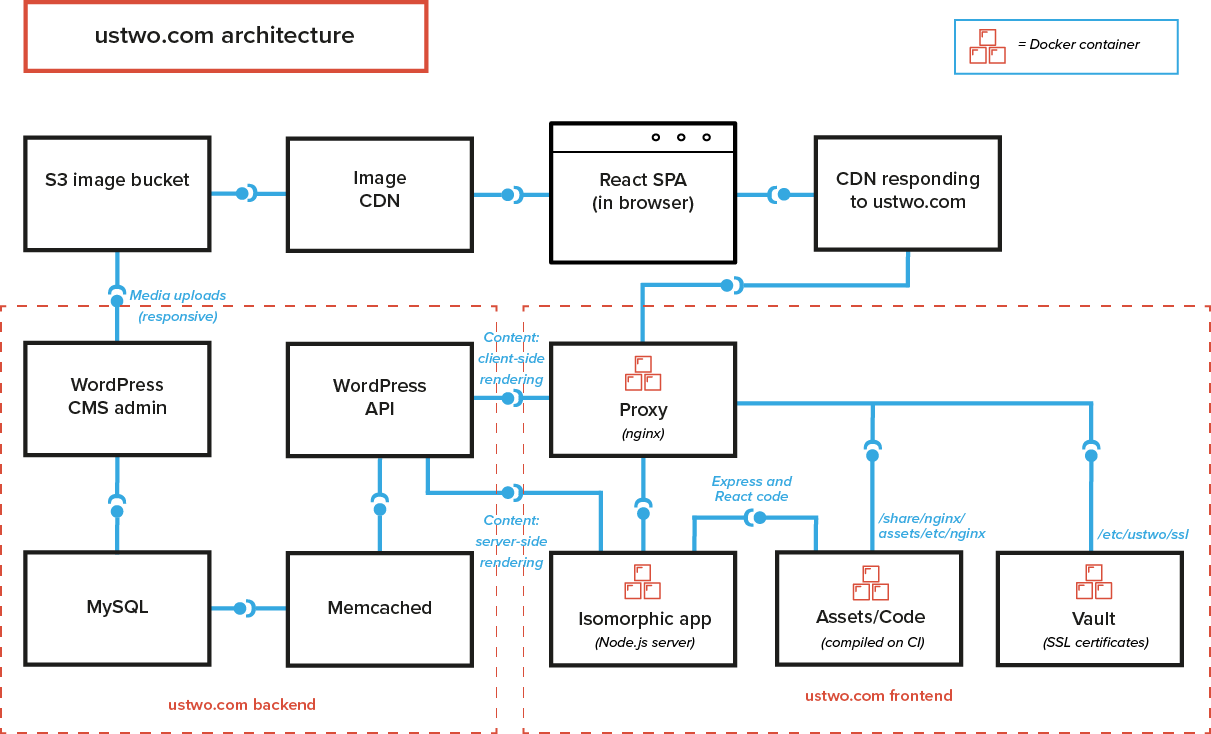 ustwo.com architecture
= Docker container
S3 image bucket
Image
CDN
React SPA
(in browser)
CDN responding
to ustwo.com
Media uploads
(responsive)
WordPress
CMS admin
WordPress
API
Content:
client-side
rendering
Proxy
(nginx)
Content:
server-side
rendering
Express and
React code
/share/nginx/
assets/etc/nginx
/etc/ustwo/ssl
MySQL
Memcached
Isomorphic app
(Node.js server)
Assets/Code
(compiled on CI)
Vault
(SSL certificates)
ustwo.com backend
ustwo.com frontend